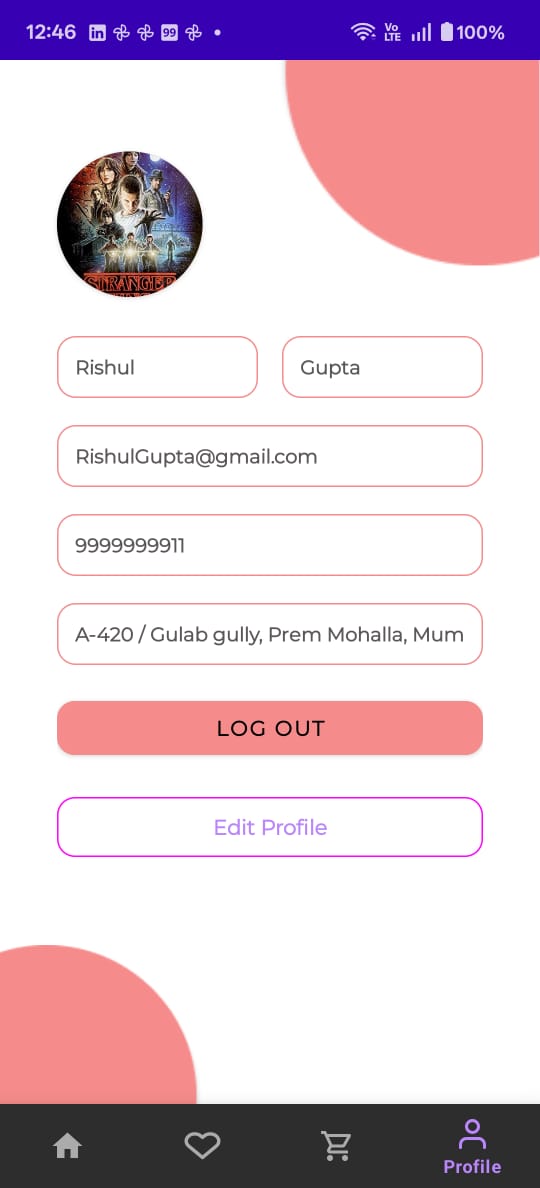 12:46 in 99 Vo LTE 100%
STRANGER
Rishul Gupta
RishulGupta@gmail.com
9999999911
A-420 / Gulab gully, Prem Mohalla, Mum
LOG OUT
Edit Profile
Profile